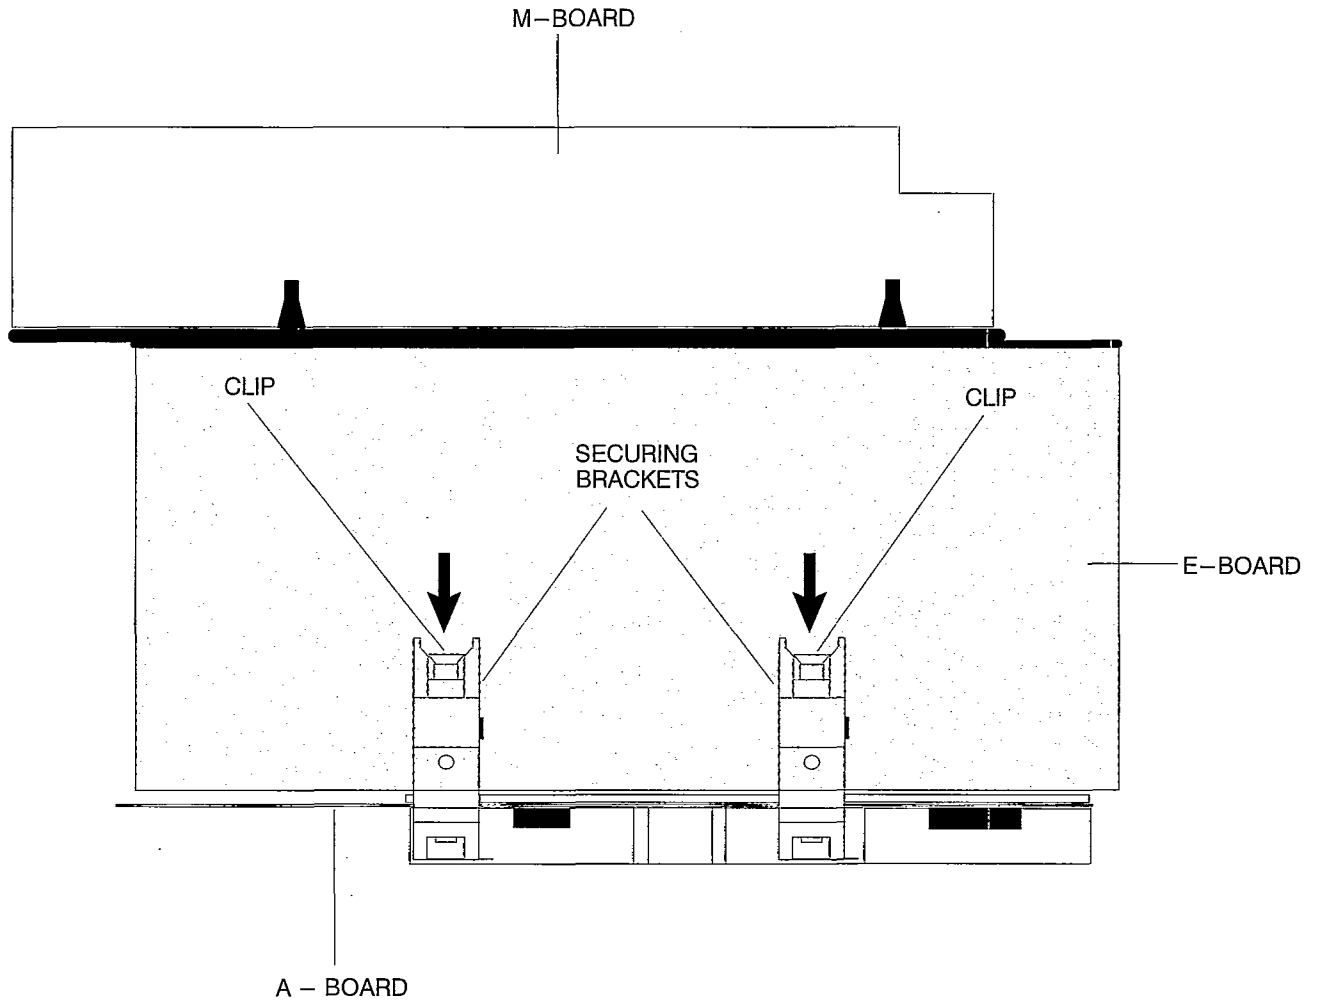 M-BOARD
CLIP
CLIP
SECURING
BRACKETS
E-BOARD
A - BOARD